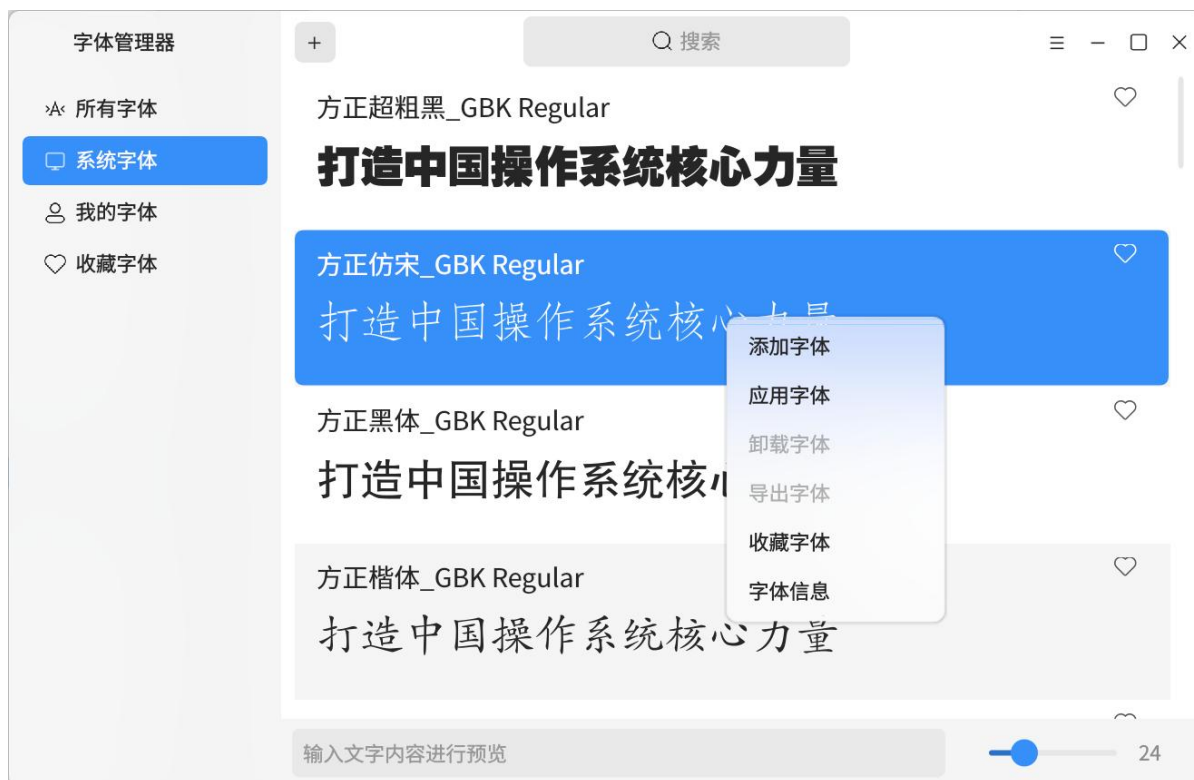 字体管理器
+
搜索
所有字体
系统字体
我的字体
收藏字体
方正超粗黑_GBK Regular
打造中国操作系统核心力量
方正仿宋_GBK Regular
打造中国操作系统核心力量
方正黑体_GBK Regular
打造中国操作系统核心
方正楷体_GBK Regular
打造中国操作系统核心力量
添加字体
应用字体
卸载字体
导出字体
收藏字体
字体信息
输入文字内容进行预览
24